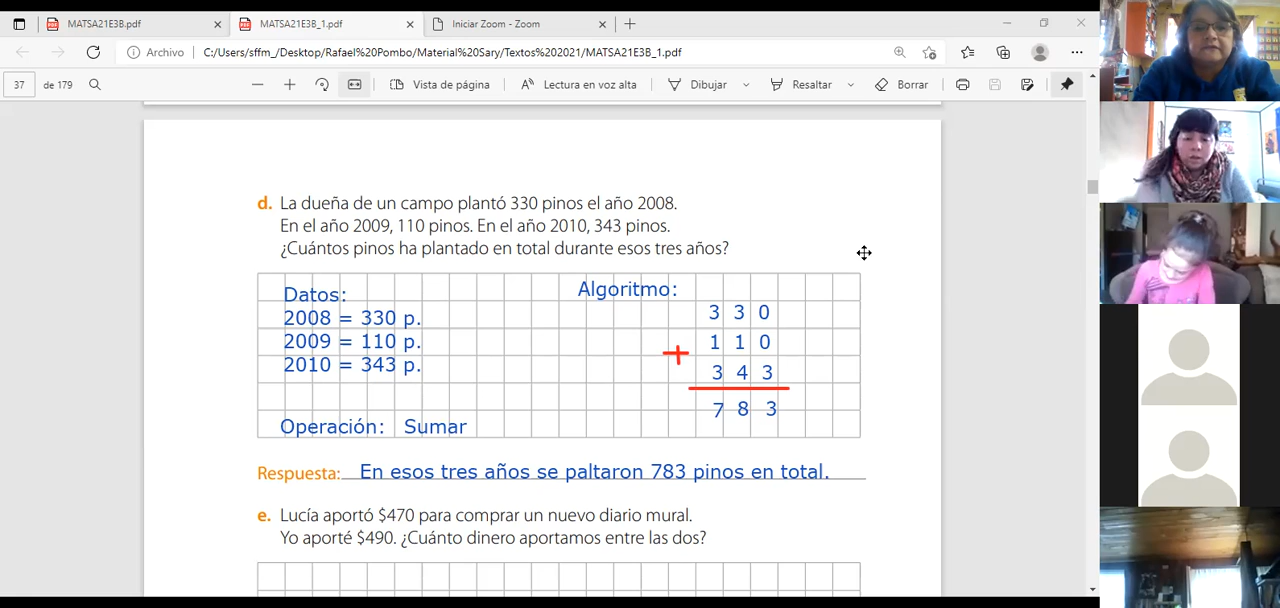 MATSA21E3B.pdf
MATSA21E3B_1.pdf
Iniciar Zoom - Zoom
Archivo
C:/Users/sffm_/Desktop/Rafael%20Pombo/Material%20Sary/Textos%202021/MATSA21E3B_1.pdf
37 de 179
Vista de página
Lectura en voz alta
Dibujar
Resaltar
Borrar
d. La dueña de un campo plantó 330 pinos el año 2008.
En el año 2009, 110 pinos. En el año 2010, 343 pinos.
¿Cuántos pinos ha plantado en total durante esos tres años?
Datos:
2008 = 330 p.
2009 = 110 p.
2010 = 343 p.
Operación: Sumar
Algoritmo:
3 3 0
1 1 0
+
3 4 3
7 8 3
Respuesta: En esos tres años se paltaron 783 pinos en total.
e. Lucía aportó $470 para comprar un nuevo diario mural.
Yo aporté $490. ¿Cuánto dinero aportamos entre las dos?